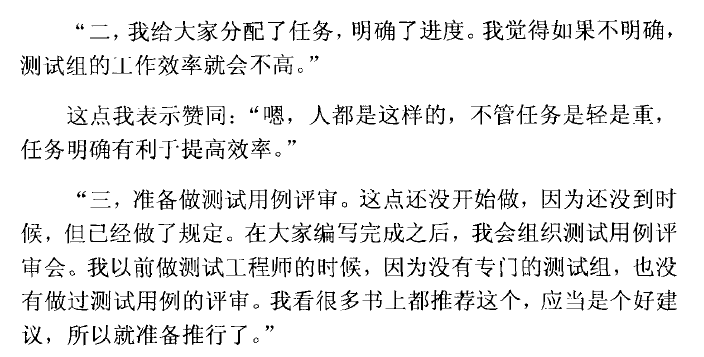 “二，我给大家分配了任务，明确了进度。我觉得如果不明确，
测试组的工作效率就会不高。”
这点我表示赞同：“嗯，人都是这样的，不管任务是轻是重，
任务明确有利于提高效率。”
“三，准备做测试用例评审。这点还没开始做，因为还没到时
候，但已经做了规定。在大家编写完成之后，我会组织测试用例评
审会。我以前做测试工程师的时候，因为没有专门的测试组，也没
有做过测试用例的评审。我看很多书上都推荐这个，应当是个好建
议，所以就准备推行了。”